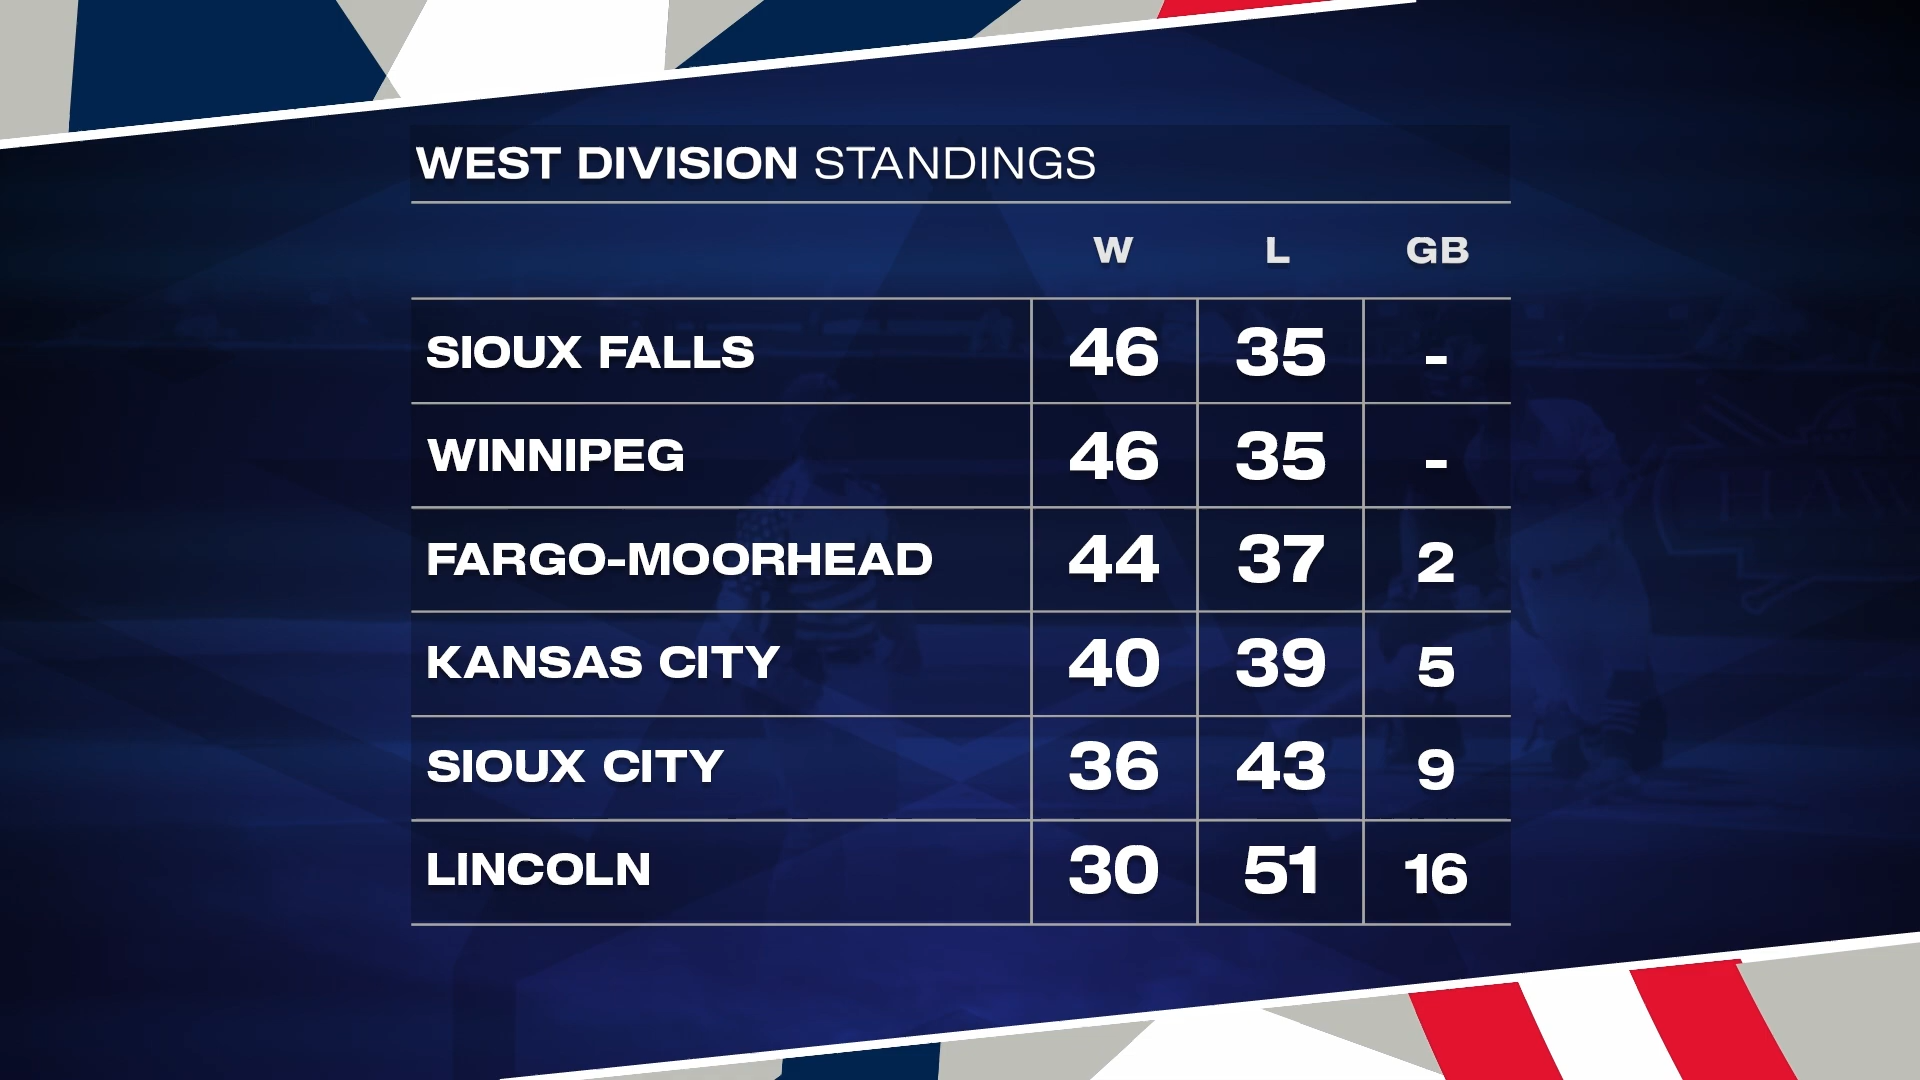 WEST DIVISION STANDINGS
W L GB
SIOUX FALLS 46 35 -
WINNIPEG 46 35 -
FARGO-MOORHEAD 44 37 2
KANSAS CITY 40 39 5
SIOUX CITY 36 43 9
LINCOLN 30 51 16